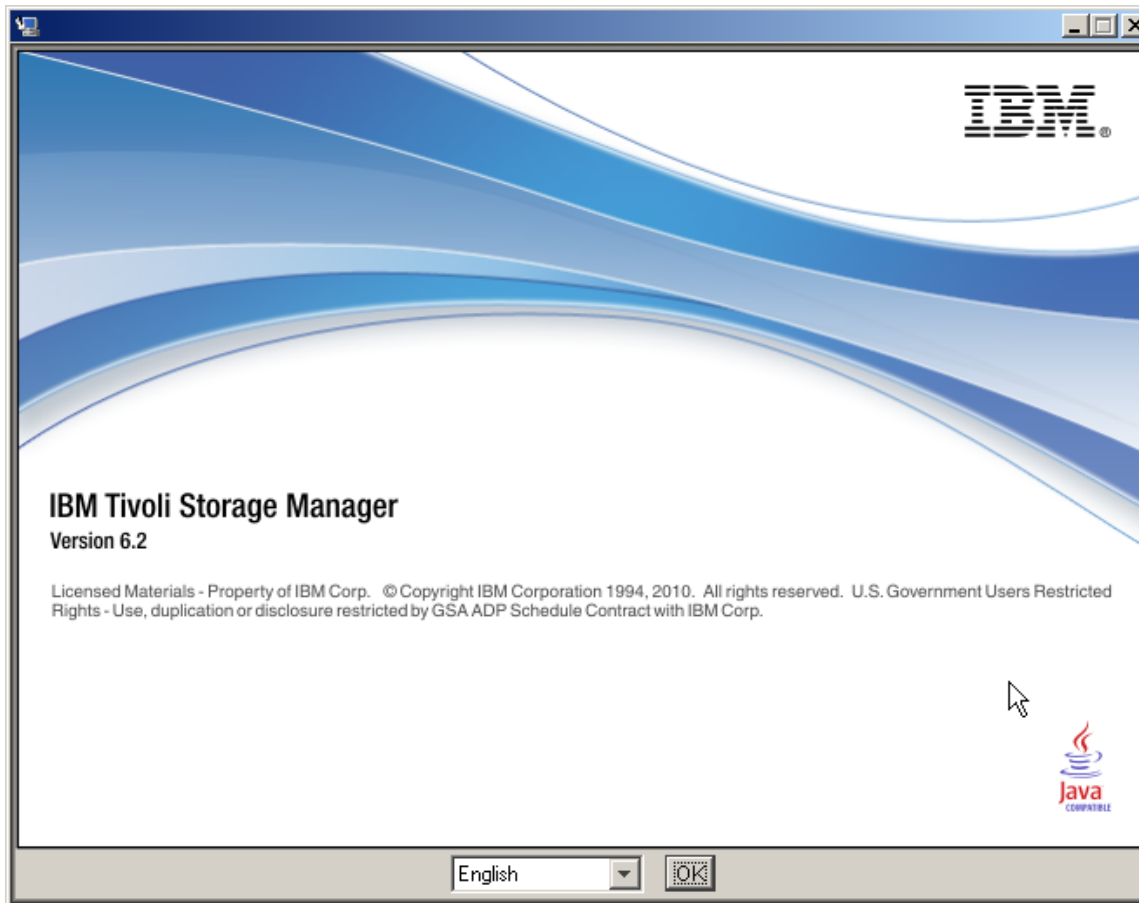 IBM®
IBM Tivoli Storage Manager
Version 6.2
Licensed Materials - Property of IBM Corp. © Copyright IBM Corporation 1994, 2010. All rights reserved. U.S. Government Users Restricted
Rights - Use, duplication or disclosure restricted by GSA ADP Schedule Contract with IBM Corp.
Java
COMPATIBLE
English OK